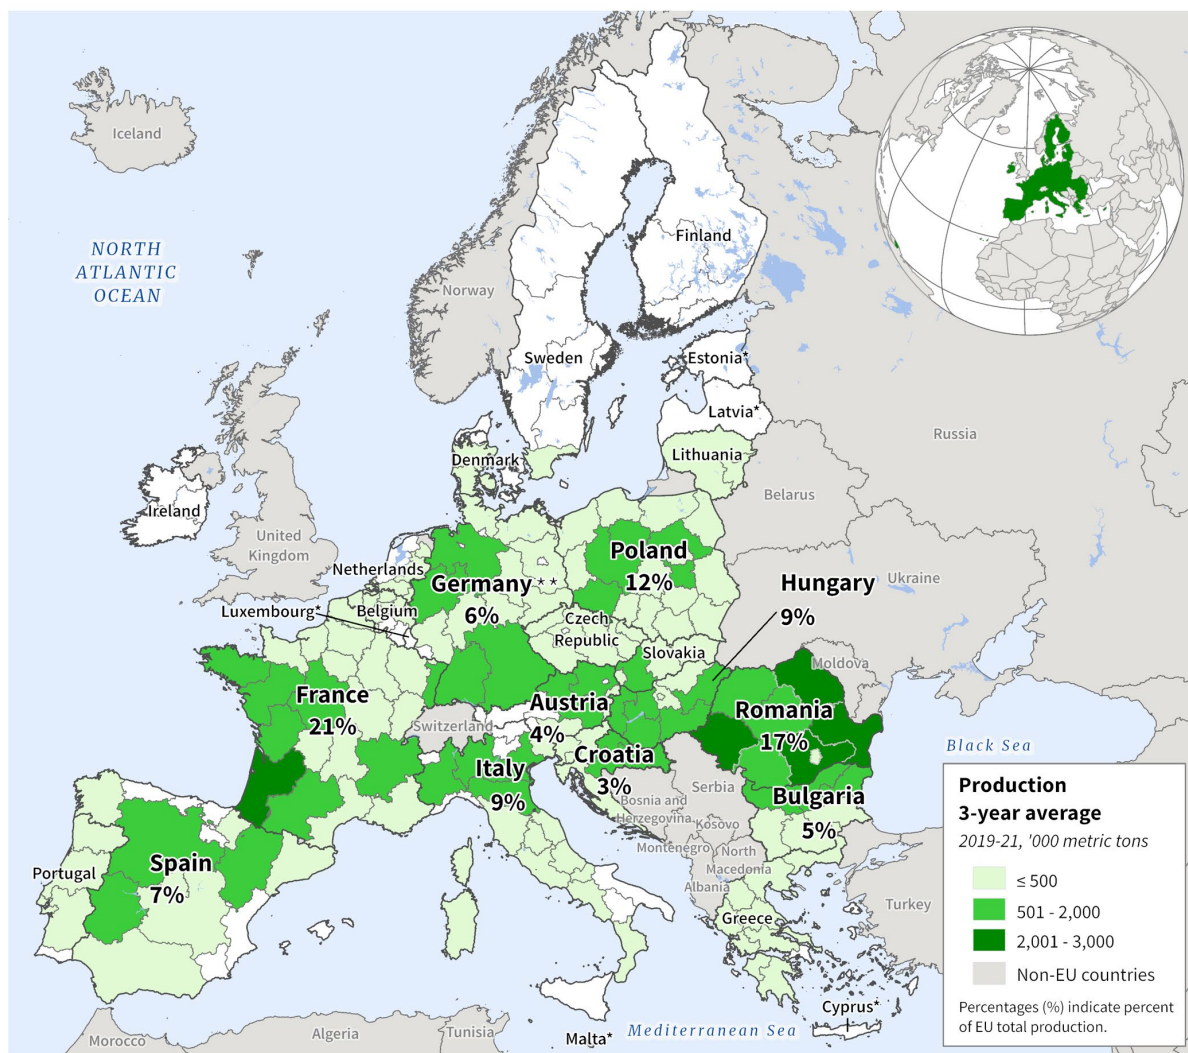 Iceland
NORTH
ATLANTIC
OCEAN
Finland
Norway
Sweden
Estonia*
Latvia*
Russia
Denmark
Lithuania
Belarus
Ireland
United
Kingdom
Netherlands
Poland
12%
Germany**
6%
Hungary
9%
Ukraine
Luxembourg*
Belgium
Czech
Republic
Slovakia
Moldova
France
21%
Austria
4%
Romania
17%
Switzerland
Croatia
3%
Italy
9%
Black Sea
Serbia
Bulgaria
5%
Bosnia and
Herzegovina
Kosovo
Montenegro
North
Macedonia
Albania
Portugal
Spain
7%
Greece
Turkey
Cyprus*
Malta*
Mediterranean Sea
Morocco
Algeria
Tunisia
Production
3-year average
2019-21, '000 metric tons
≤ 500
501 - 2,000
2,001 - 3,000
Non-EU countries
Percentages (%) indicate percent
of EU total production.